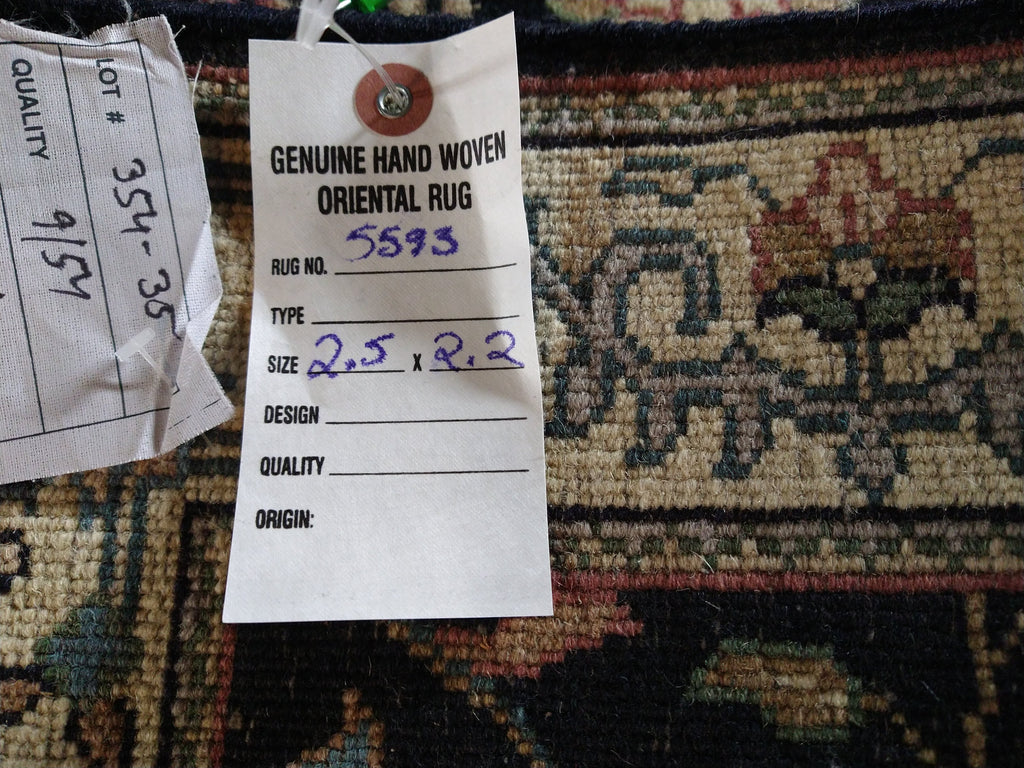 LOT # 354-35
QUALITY 9/54
GENUINE HAND WOVEN
ORIENTAL RUG
RUG NO. 5593
TYPE
SIZE 2.5 x 2.2
DESIGN
QUALITY
ORIGIN: